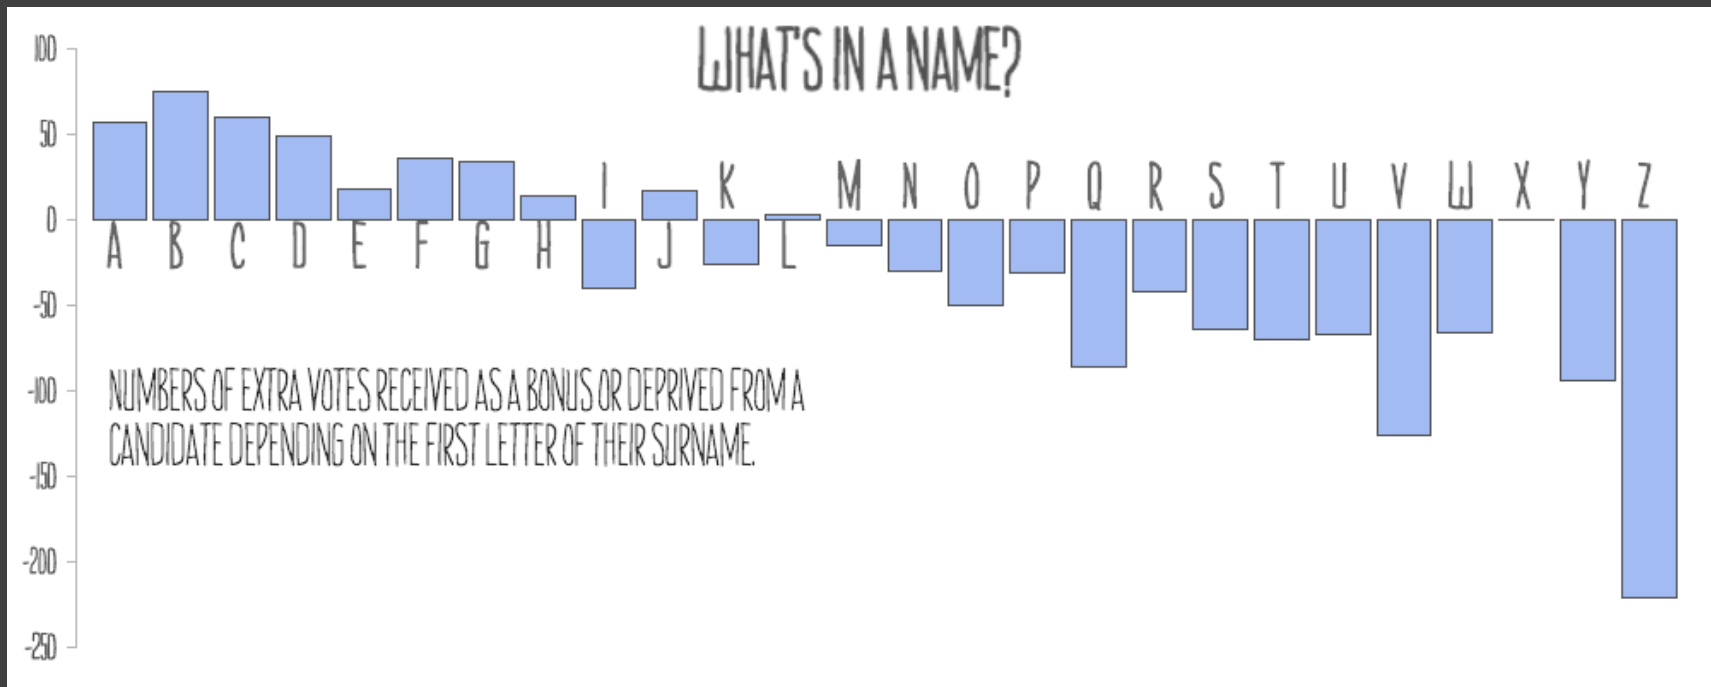 WHAT'S IN A NAME?
100
50
0
-50
-100
-150
-200
-250
A B C D E F G H I J K L M N O P Q R S T U V W X Y Z
NUMBERS OF EXTRA VOTES RECEIVED AS A BONUS OR DEPRIVED FROM A
CANDIDATE DEPENDING ON THE FIRST LETTER OF THEIR SURNAME.